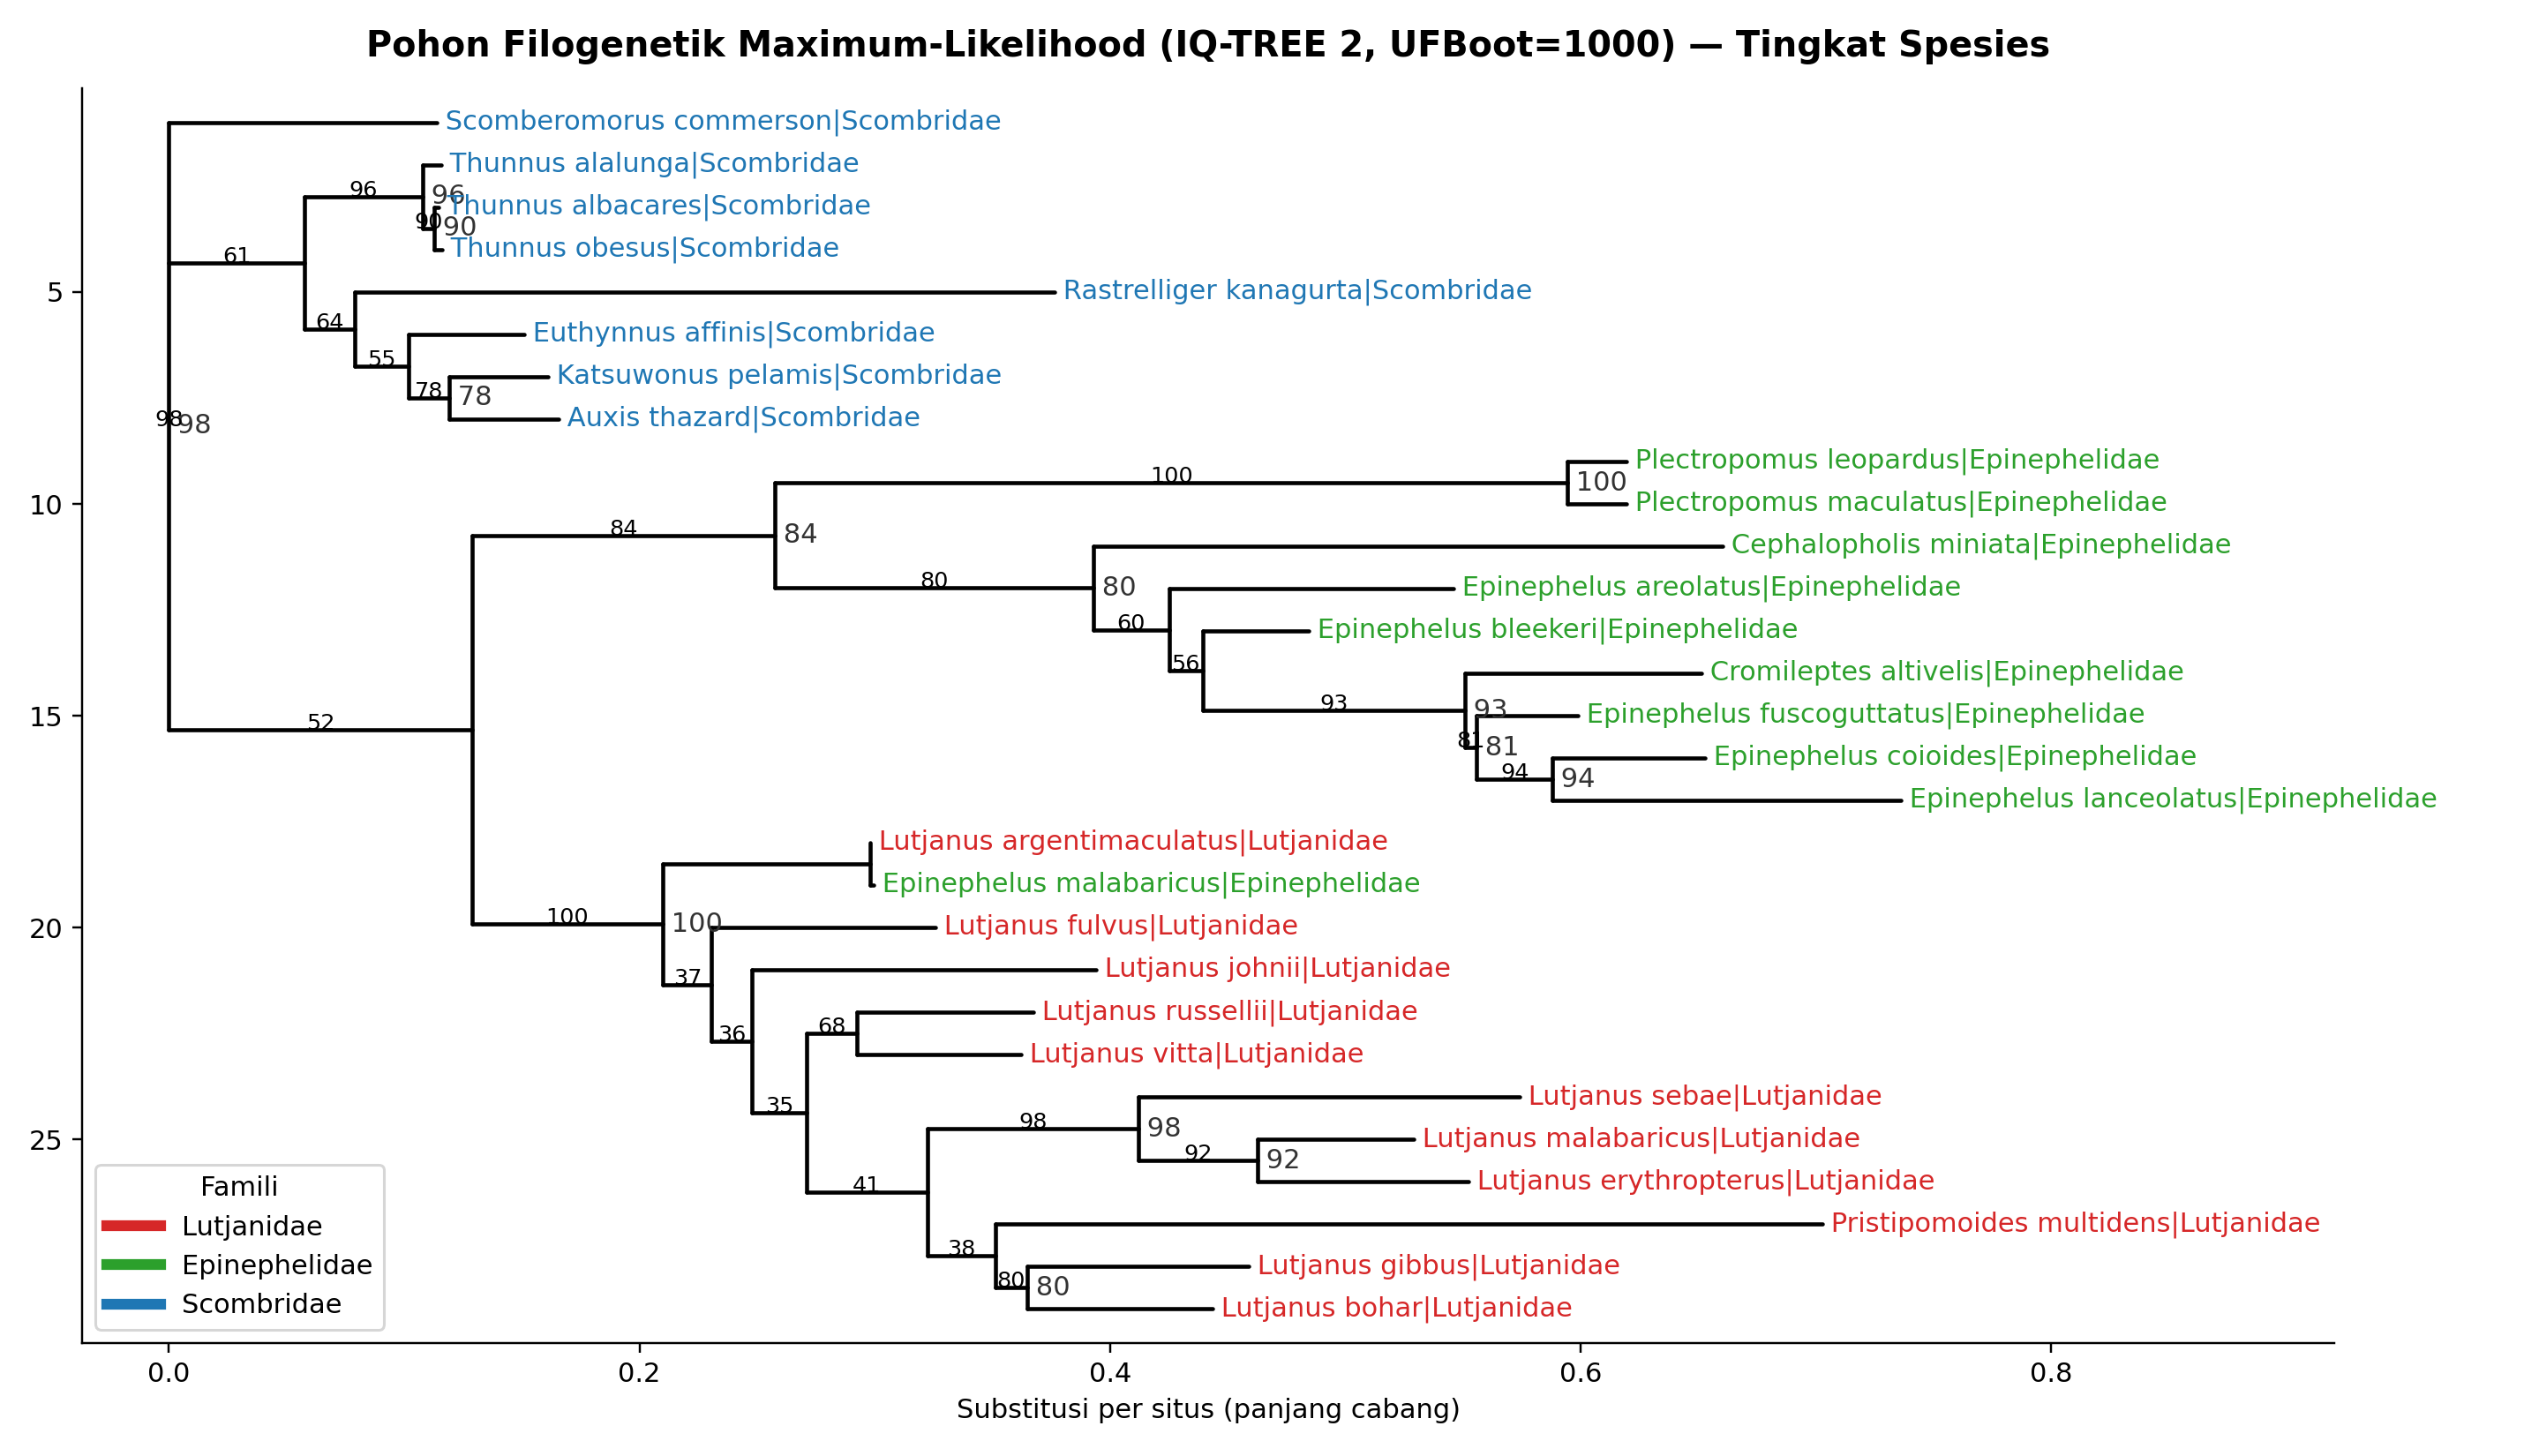 Pohon Filogenetik Maximum-Likelihood (IQ-TREE 2, UFBoot=1000) — Tingkat Spesies
Scomberomorus commerson|Scombridae
Thunnus alalunga|Scombridae
96
96
Thunnus albacares|Scombridae
90
90
Thunnus obesus|Scombridae
61
5
Rastrelliger kanagurta|Scombridae
64
Euthynnus affinis|Scombridae
55
Katsuwonus pelamis|Scombridae
78
78
Auxis thazard|Scombridae
98
98
Plectropomus leopardus|Epinephelidae
100
100
10
Plectropomus maculatus|Epinephelidae
84
84
Cephalopholis miniata|Epinephelidae
80
80
Epinephelus areolatus|Epinephelidae
60
Epinephelus bleekeri|Epinephelidae
56
Cromileptes altivelis|Epinephelidae
93
93
15
Epinephelus fuscoguttatus|Epinephelidae
52
81
81
Epinephelus coioides|Epinephelidae
94
94
Epinephelus lanceolatus|Epinephelidae
Lutjanus argentimaculatus|Lutjanidae
Epinephelus malabaricus|Epinephelidae
100
100
20
Lutjanus fulvus|Lutjanidae
37
Lutjanus johnii|Lutjanidae
Lutjanus russellii|Lutjanidae
36
68
Lutjanus vitta|Lutjanidae
35
Lutjanus sebae|Lutjanidae
98
98
25
Lutjanus malabaricus|Lutjanidae
92
92
Lutjanus erythropterus|Lutjanidae
41
Pristipomoides multidens|Lutjanidae
38
Lutjanus gibbus|Lutjanidae
80
80
Lutjanus bohar|Lutjanidae
Famili
Lutjanidae
Epinephelidae
Scombridae
0.0 0.2 0.4 0.6 0.8
Substitusi per situs (panjang cabang)